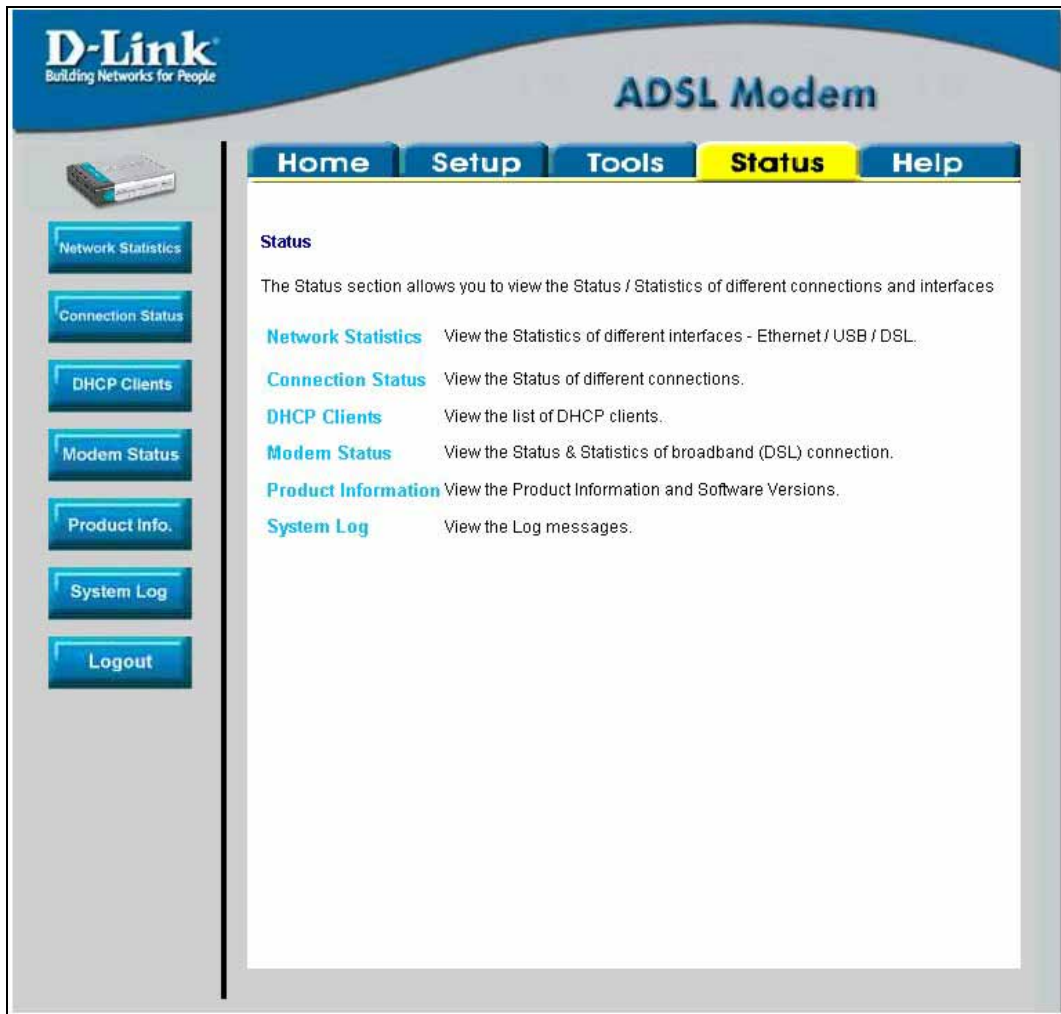 D-Link
Building Networks for People
ADSL Modem
Home Setup Tools Status Help
Network Statistics
Connection Status
DHCP Clients
Modem Status
Product Info.
System Log
Logout
Status
The Status section allows you to view the Status / Statistics of different connections and interfaces
Network Statistics View the Statistics of different interfaces - Ethernet / USB / DSL.
Connection Status View the Status of different connections.
DHCP Clients View the list of DHCP clients.
Modem Status View the Status & Statistics of broadband (DSL) connection.
Product Information View the Product Information and Software Versions.
System Log View the Log messages.